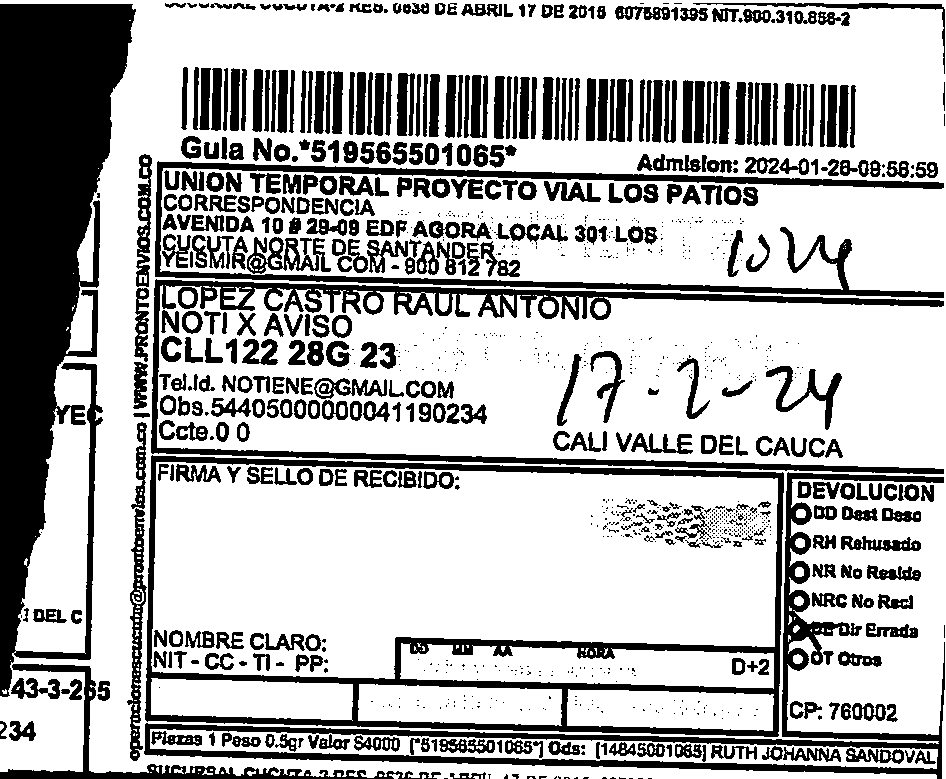 SUCURSAL CUCUTA-2 RES. 0636 DE ABRIL 17 DE 2016 6075891395 NIT.900.310.856-2
Guia No.*519565501065*
Admision: 2024-01-26-09:58:59
UNION TEMPORAL PROYECTO VIAL LOS PATIOS
CORRESPONDENCIA
AVENIDA 10 # 29-09 EDF AGORA LOCAL 301 LOS
CUCUTA NORTE DE SANTANDER
YEISMIR@GMAIL COM - 900 812 782
1024
LOPEZ CASTRO RAUL ANTONIO
NOTI X AVISO
CLL122 28G 23
Tel.Id. NOTIENE@GMAIL.COM
Obs.544050000000041190234
Ccte.0 0
17-2-24
CALI VALLE DEL CAUCA
FIRMA Y SELLO DE RECIBIDO:
NOMBRE CLARO:
NIT - CC - TI - PP:
DD MM AA HORA
D+2
DEVOLUCION
DD Dest Desc
RH Rehusado
NR No Reside
NRC No Recl
DE Dir Errada
OT Otros
CP: 760002
Piezas 1 Peso 0.5gr Valor $4000 [*519565501065*] Ods: [14845001065] RUTH JOHANNA SANDOVAL
operacionescucuta@prontoenvios.com.co | WWW.PRONTOENVIOS.COM.CO
YEC
DEL C
43-3-265
234